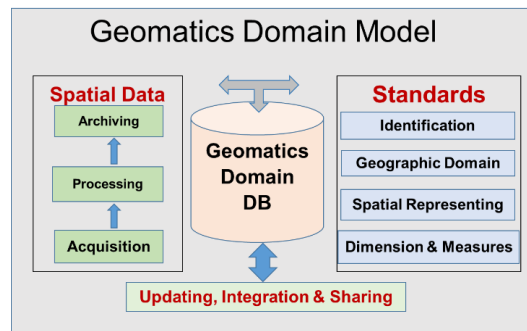 Geomatics Domain Model
Spatial Data
Archiving
Processing
Acquisition
Geomatics
Domain
DB
Standards
Identification
Geographic Domain
Spatial Representing
Dimension & Measures
Updating, Integration & Sharing